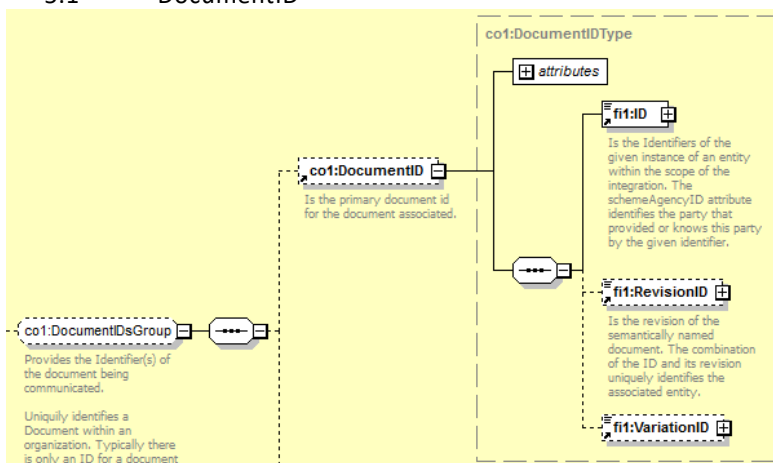 5.1 DocumentID
co1:DocumentIDType
attributes
fi1:ID
Is the Identifiers of the
given instance of an entity
within the scope of the
integration. The
schemeAgencyID attribute
identifies the party that
provided or knows this party
by the given identifier.
co1:DocumentID
Is the primary document id
for the document associated.
fi1:RevisionID
Is the revision of the
semantically named
document. The combination
of the ID and its revision
uniquely identifies the
associated entity.
fi1:VariationID
co1:DocumentIDsGroup
Provides the Identifier(s) of
the document being
communicated.
Uniquily identifies a
Document within an
organization. Typically there
is only an ID for a document